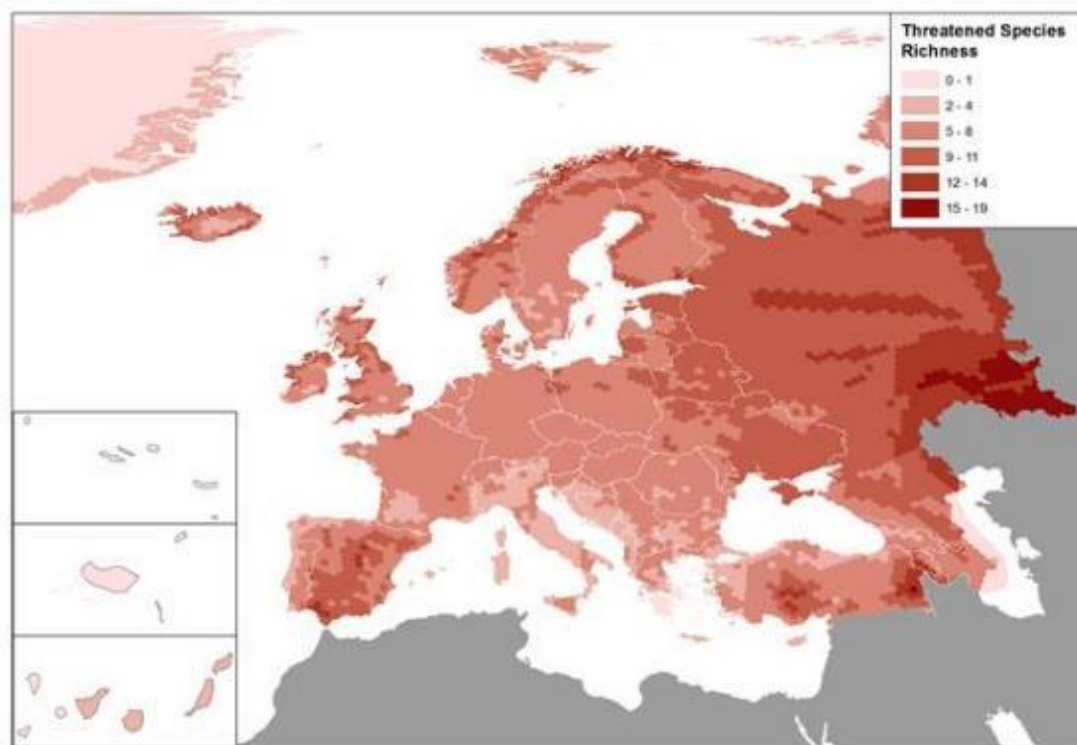 Threatened Species
Richness
0 - 1
2 - 4
5 - 8
9 - 11
12 - 14
15 - 19